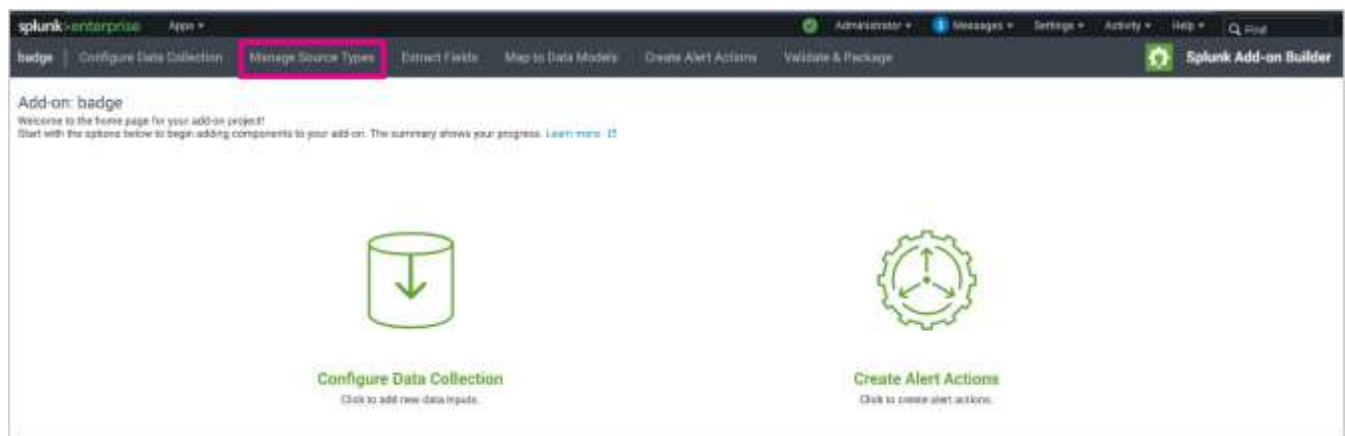 splunk>enterprise Apps Administrator 3 Messages Settings Activity Help Find
badge Configure Data Collection Manage Source Types Extract Fields Map to Data Models Create Alert Actions Validate & Package Splunk Add-on Builder
Add-on: badge
Welcome to the home page for your add-on project!
Start with the options below to begin adding components to your add-on. The summary shows your progress. Learn more
Configure Data Collection
Click to add new data inputs.
Create Alert Actions
Click to create alert actions.